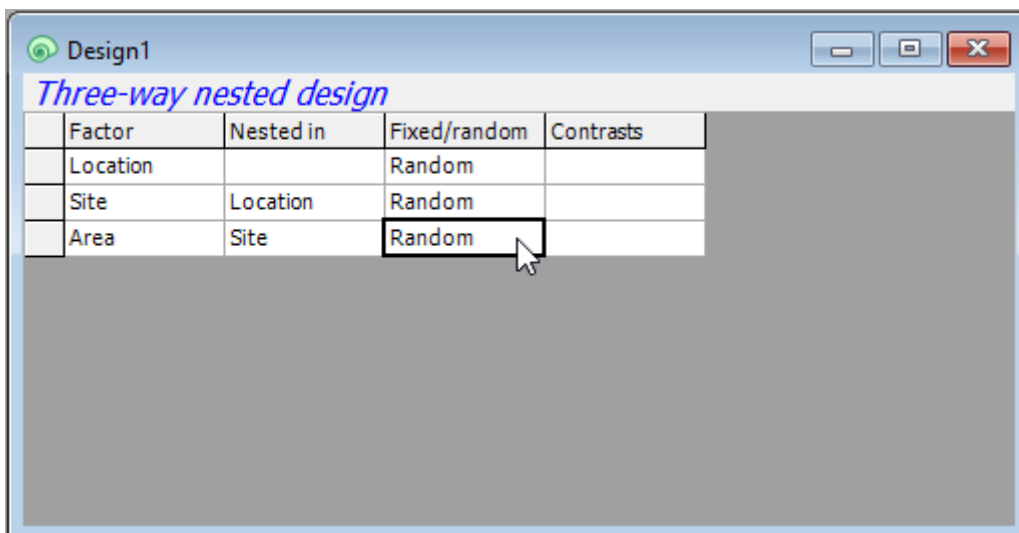 Design1
Three-way nested design
Factor Nested in Fixed/random Contrasts
Location Random
Site Location Random
Area Site Random